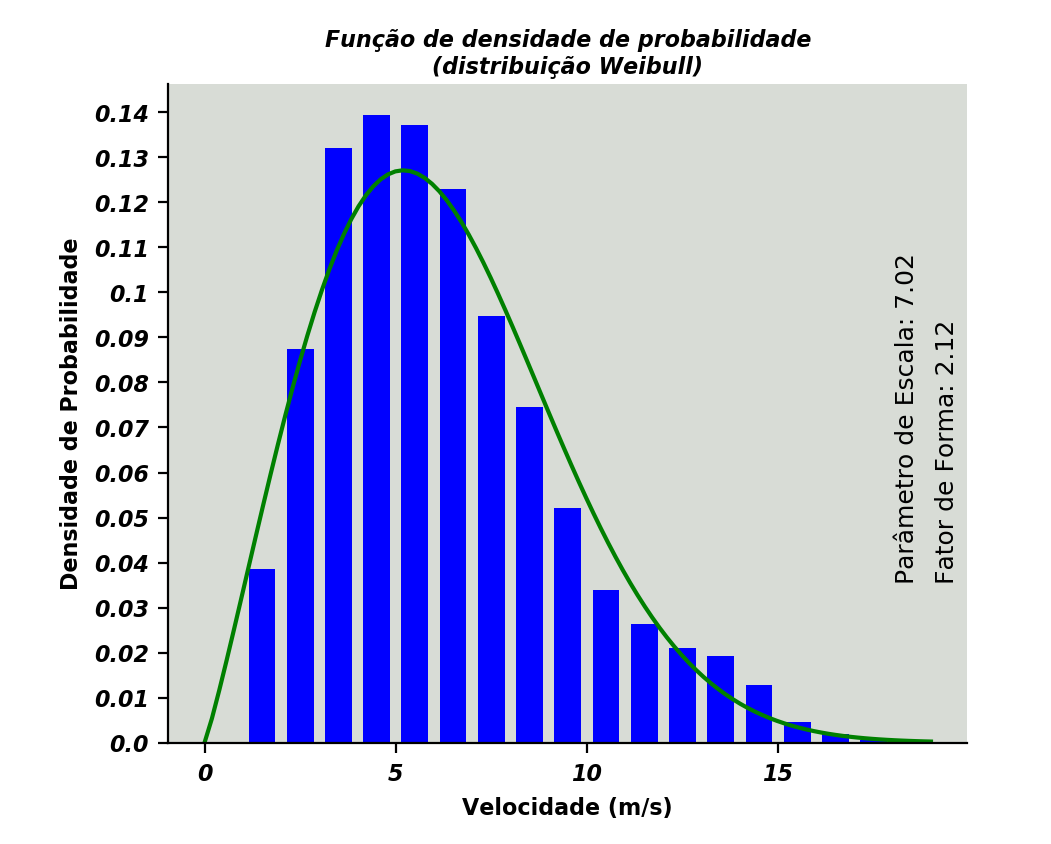 Função de densidade de probabilidade
(distribuição Weibull)
0.14
0.13
0.12
0.11
0.1
0.09
0.08
0.07
0.06
0.05
0.04
0.03
0.02
0.01
0.0
Densidade de Probabilidade
0 5 10 15
Velocidade (m/s)
Parâmetro de Escala: 7.02
Fator de Forma: 2.12